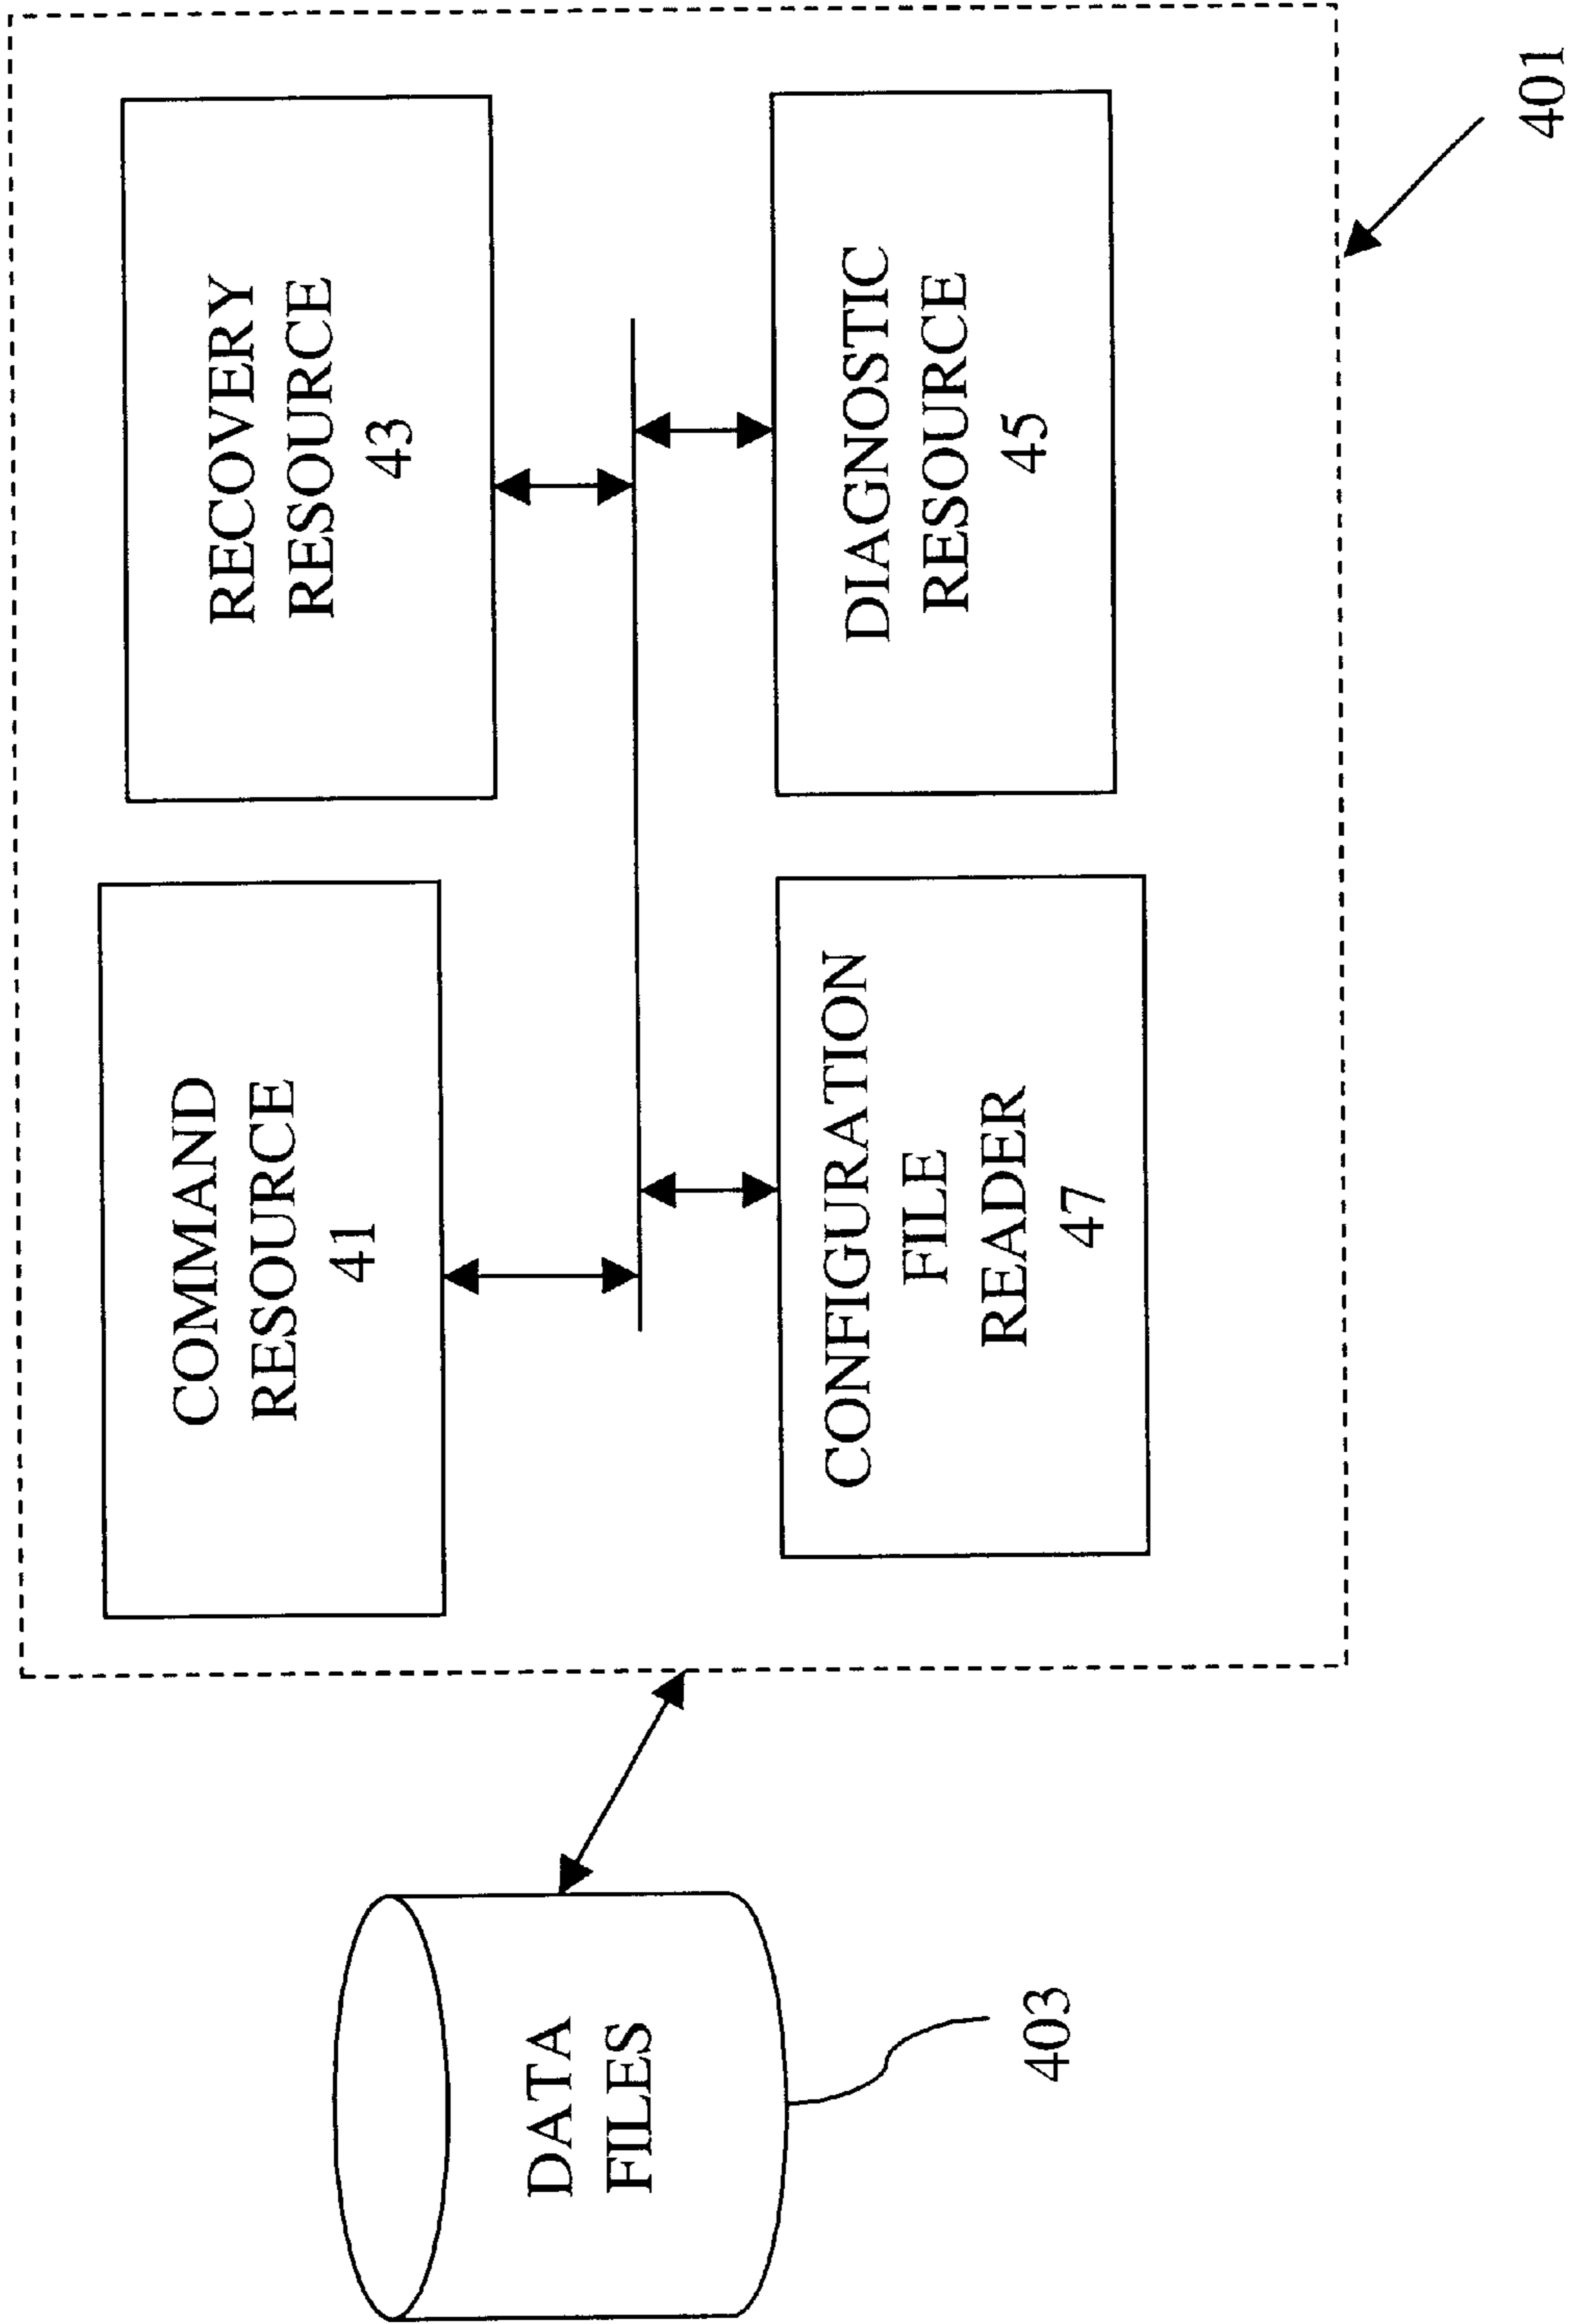 COMMAND
RESOURCE
41
RECOVERY
RESOURCE
43
CONFIGURATION
FILE
READER
47
DIAGNOSTIC
RESOURCE
45
DATA
FILES
403
401